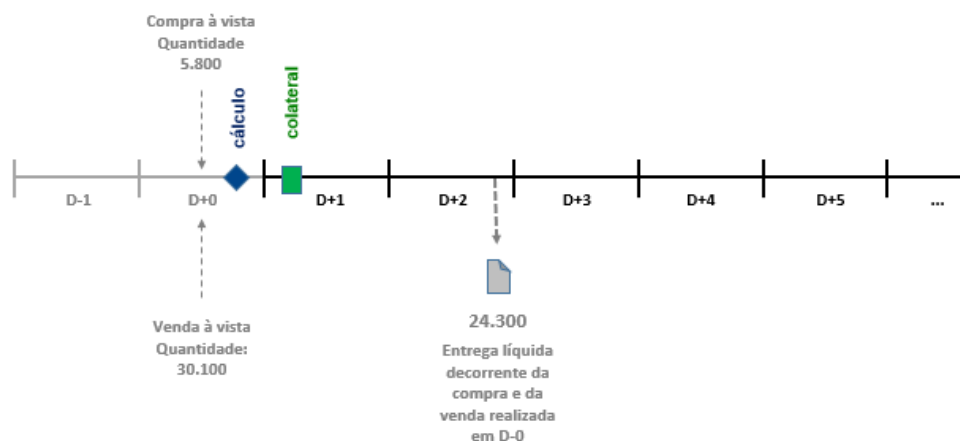 Compra à vista
Quantidade
5.800
cálculo
colateral
D-1
D+0
D+1
D+2
D+3
D+4
D+5
...
Venda à vista
Quantidade:
30.100
24.300
Entrega líquida
decorrente da
compra e da
venda realizada
em D-0